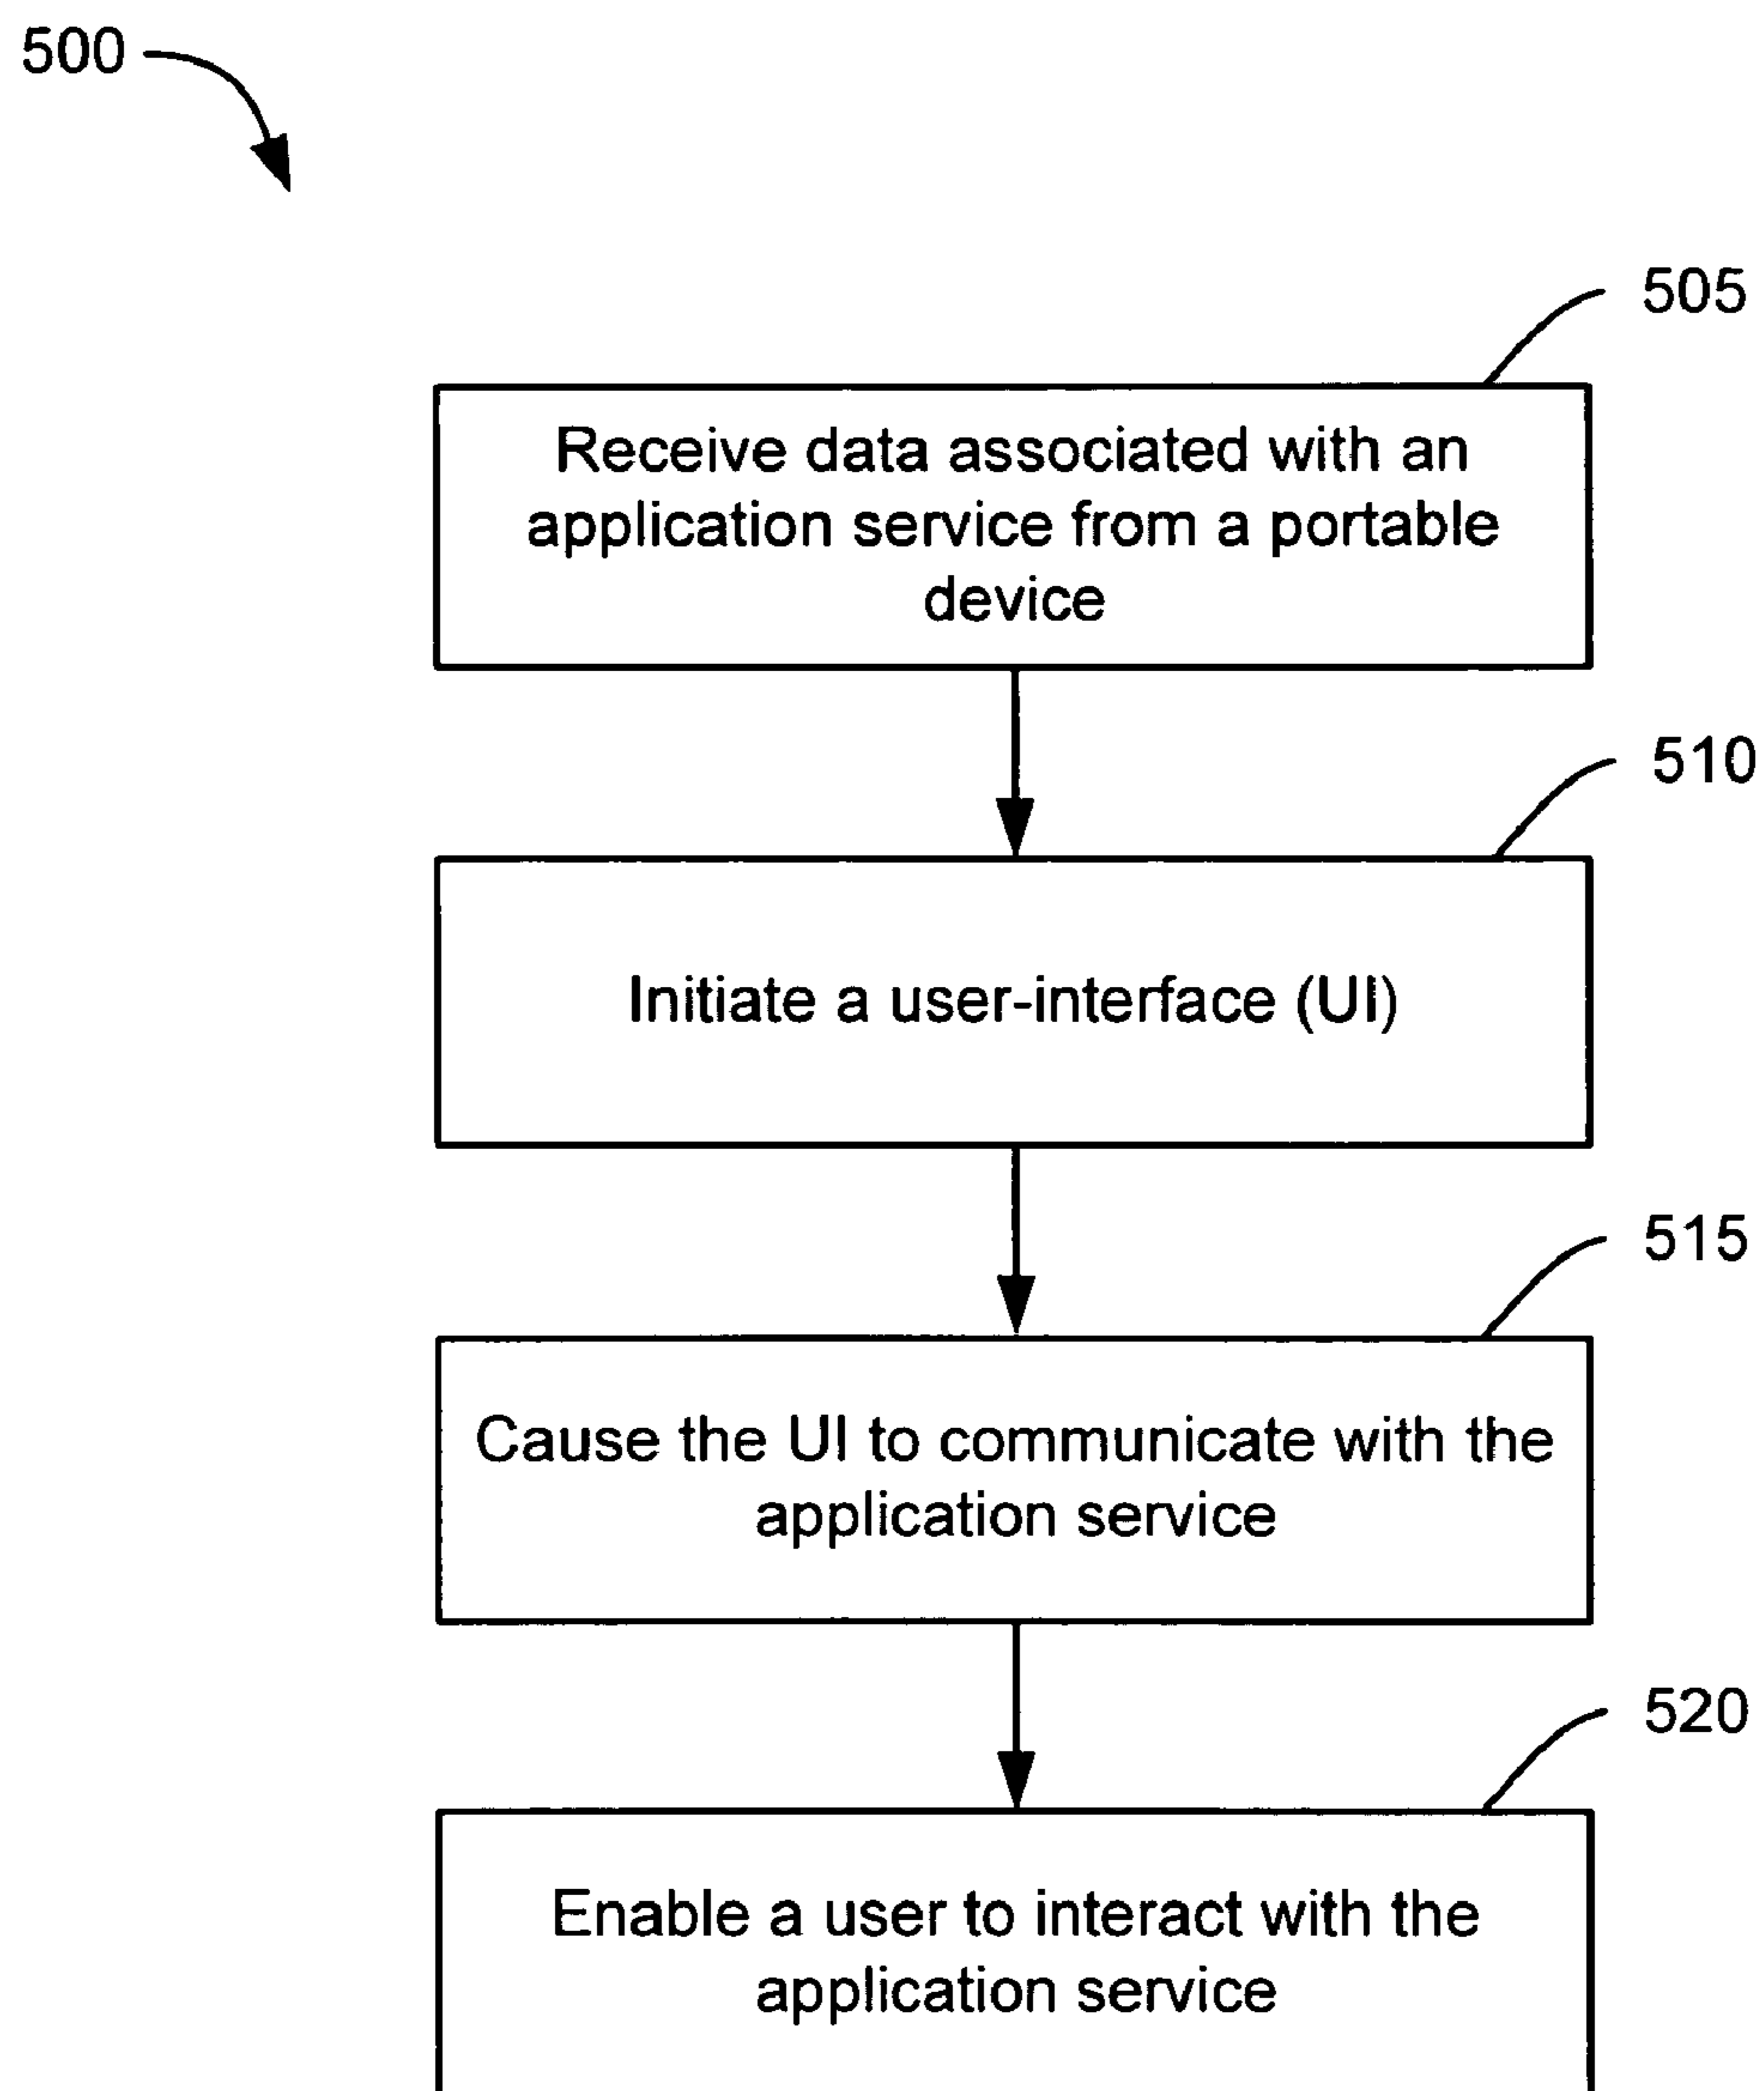 500
505
Receive data associated with an
application service from a portable
device
510
Initiate a user-interface (UI)
515
Cause the UI to communicate with the
application service
520
Enable a user to interact with the
application service